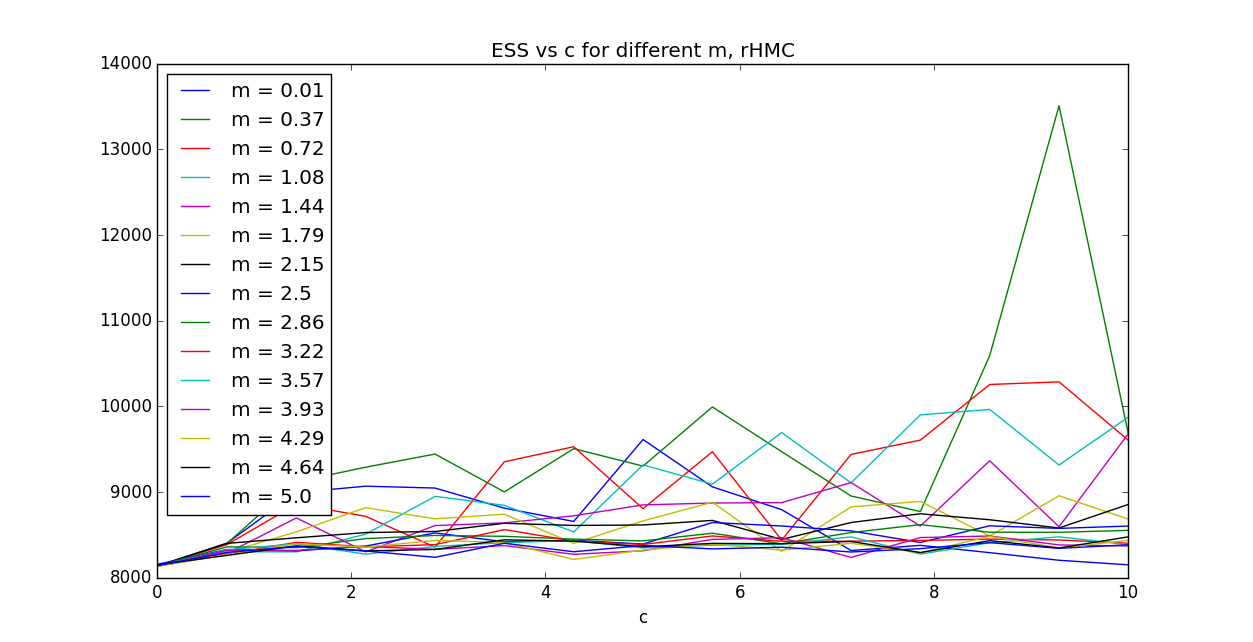 ESS vs c for different m, rHMC
14000
13000
12000
11000
10000
9000
8000
m = 0.01
m = 0.37
m = 0.72
m = 1.08
m = 1.44
m = 1.79
m = 2.15
m = 2.5
m = 2.86
m = 3.22
m = 3.57
m = 3.93
m = 4.29
m = 4.64
m = 5.0
0 2 4 6 8 10
c